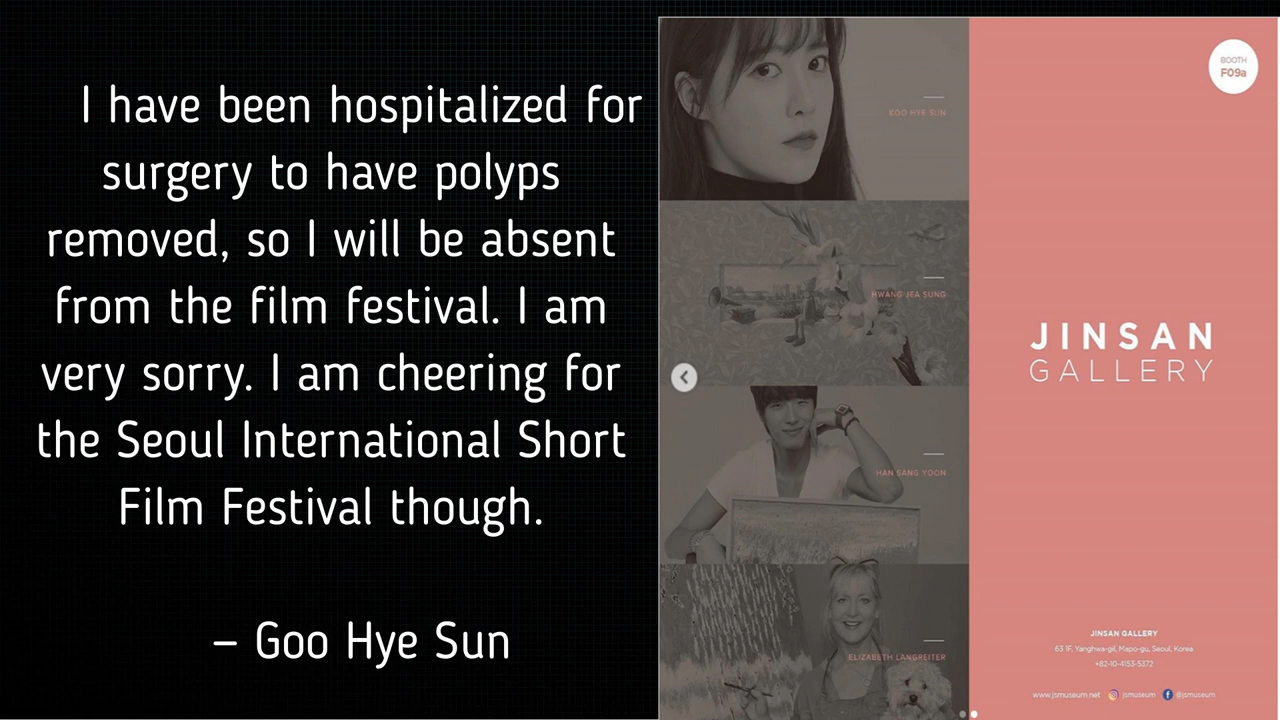 I have been hospitalized for
surgery to have polyps
removed, so I will be absent
from the film festival. I am
very sorry. I am cheering for
the Seoul International Short
Film Festival though.
– Goo Hye Sun
KOO HYE SUN
HWANG JEA SUNG
HAN SANG YOON
ELIZABETH LANGREITER
BOOTH
F09a
JINSAN
GALLERY
JINSAN GALLERY
63 1F, Yanghwa-gil, Mapo-gu, Seoul, Korea
+82-10-4153-5372
www.jsmuseum.net jsmuseum @jsmuseum